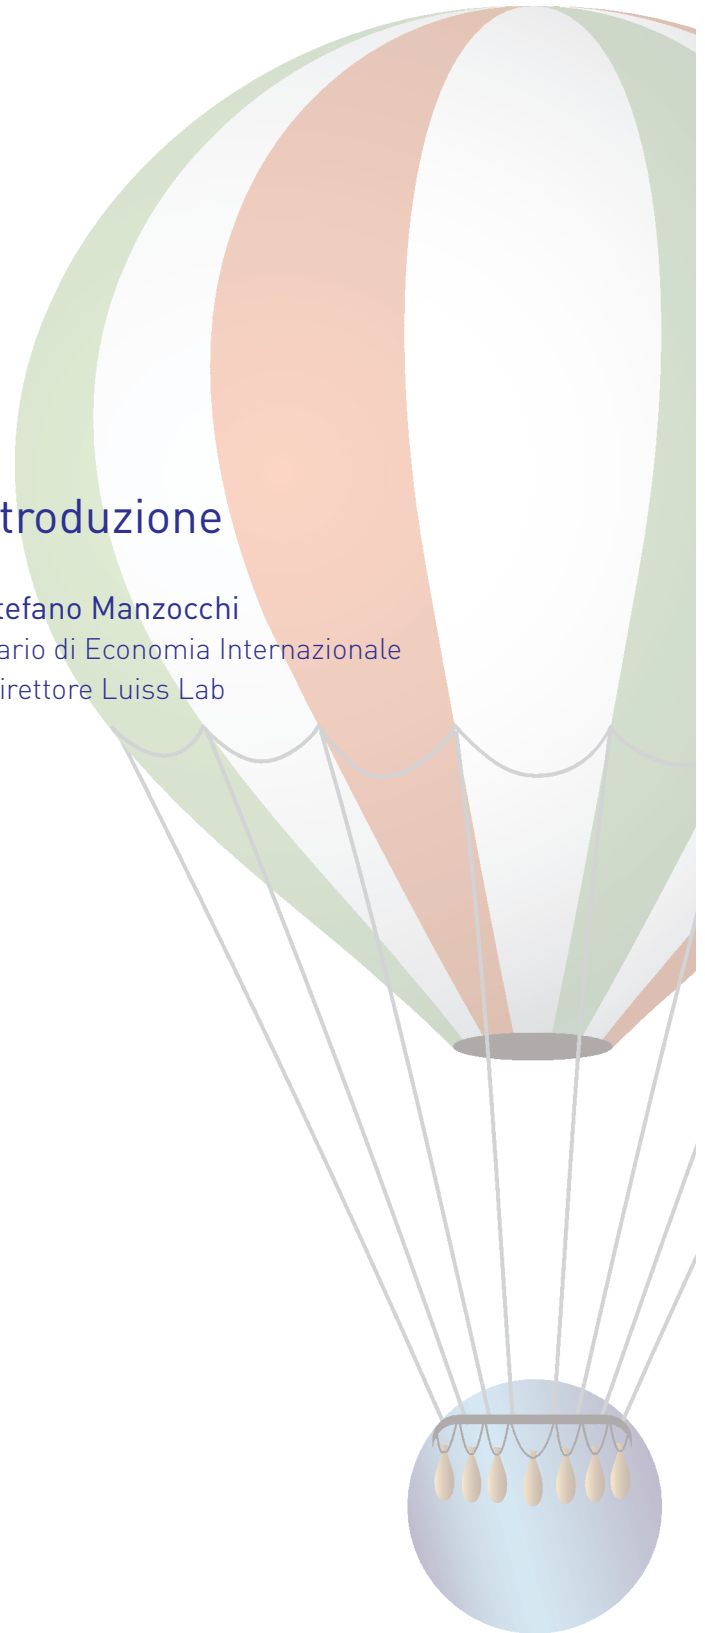 troduzione
tefano Manzocchi
ario di Economia Internazionale
irettore Luiss Lab